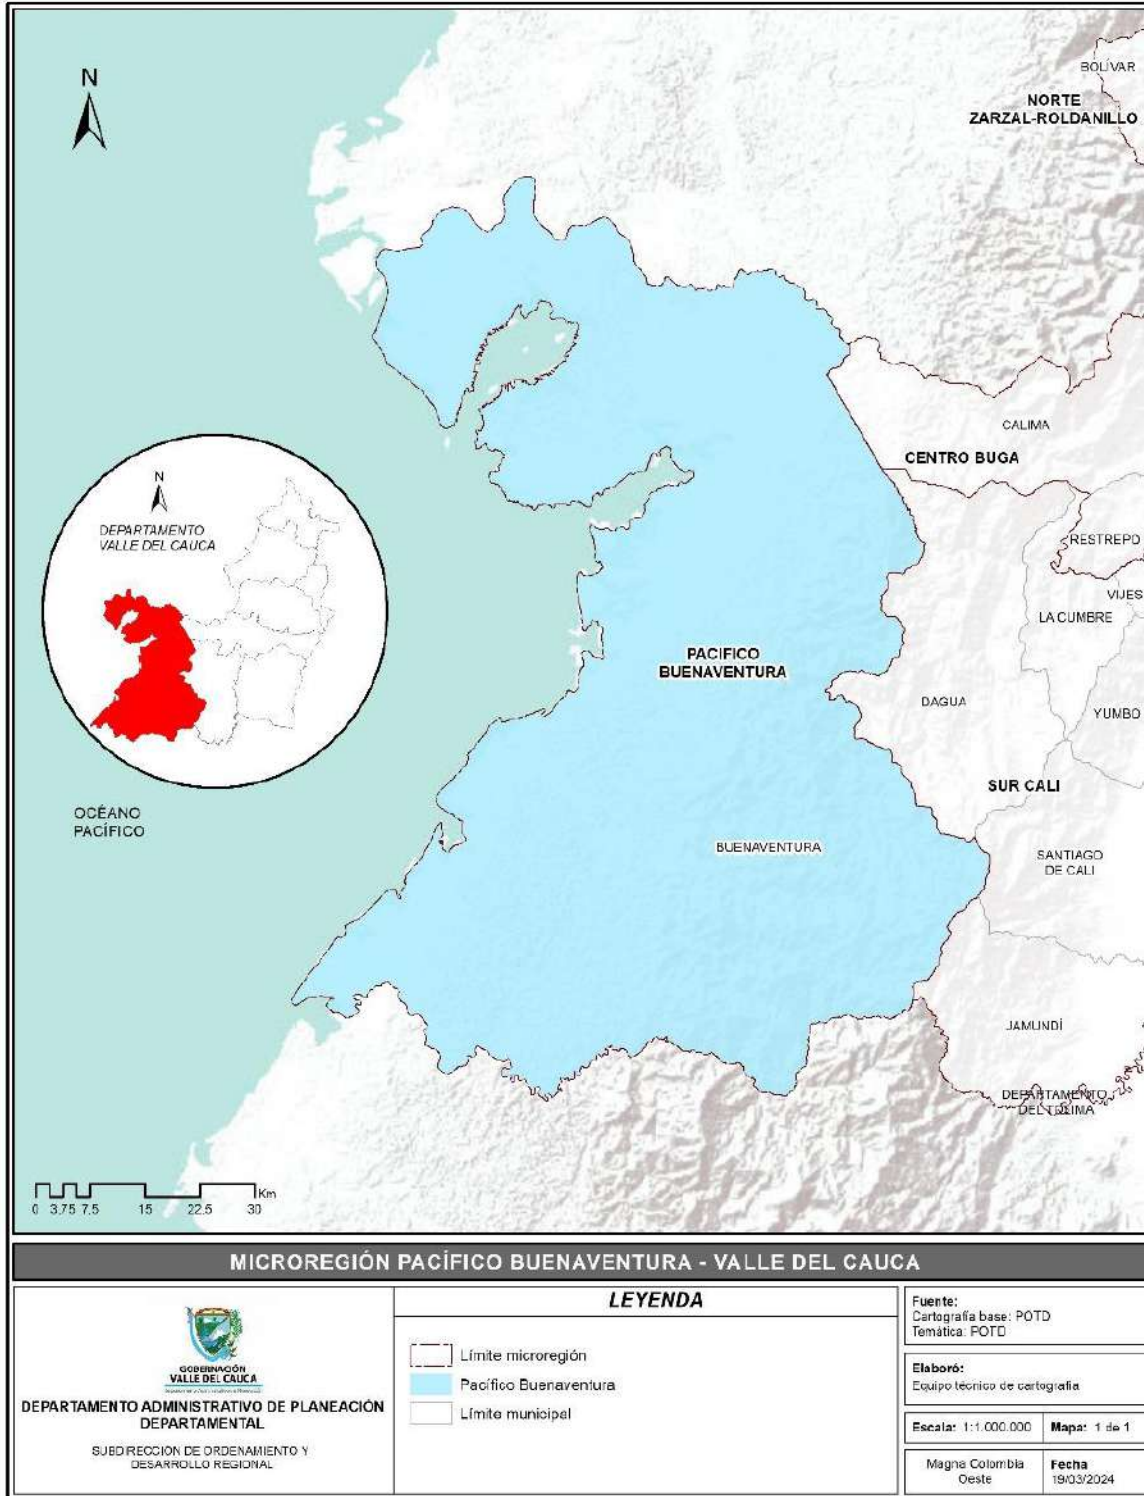 N
BOLÍVAR
NORTE
ZARZAL-ROLDANILLO
CALIMA
CENTRO BUGA
N
DEPARTAMENTO
VALLE DEL CAUCA
RESTREPO
VIJES
LA CUMBRE
PACIFICO
BUENAVENTURA
DAGUA
YUMBO
SUR CALI
OCÉANO
PACÍFICO
BUENAVENTURA
SANTIAGO
DE CALI
JAMUNDÍ
DEPARTAMENTO
DEL TOLIMA
Km
0 3.75 7.5 15 22.5 30
MICROREGIÓN PACÍFICO BUENAVENTURA - VALLE DEL CAUCA
GOBERNACIÓN
VALLE DEL CAUCA
DEPARTAMENTO ADMINISTRATIVO DE PLANEACIÓN
DEPARTAMENTAL
SUBDIRECCIÓN DE ORDENAMIENTO Y
DESARROLLO REGIONAL
LEYENDA
Límite microregión
Pacífico Buenaventura
Límite municipal
Fuente:
Cartografía base: POTD
Temática: POTD
Elaboró:
Equipo técnico de cartografía
Escala: 1:1.000.000
Mapa: 1 de 1
Magna Colombia
Oeste
Fecha
19/03/2024